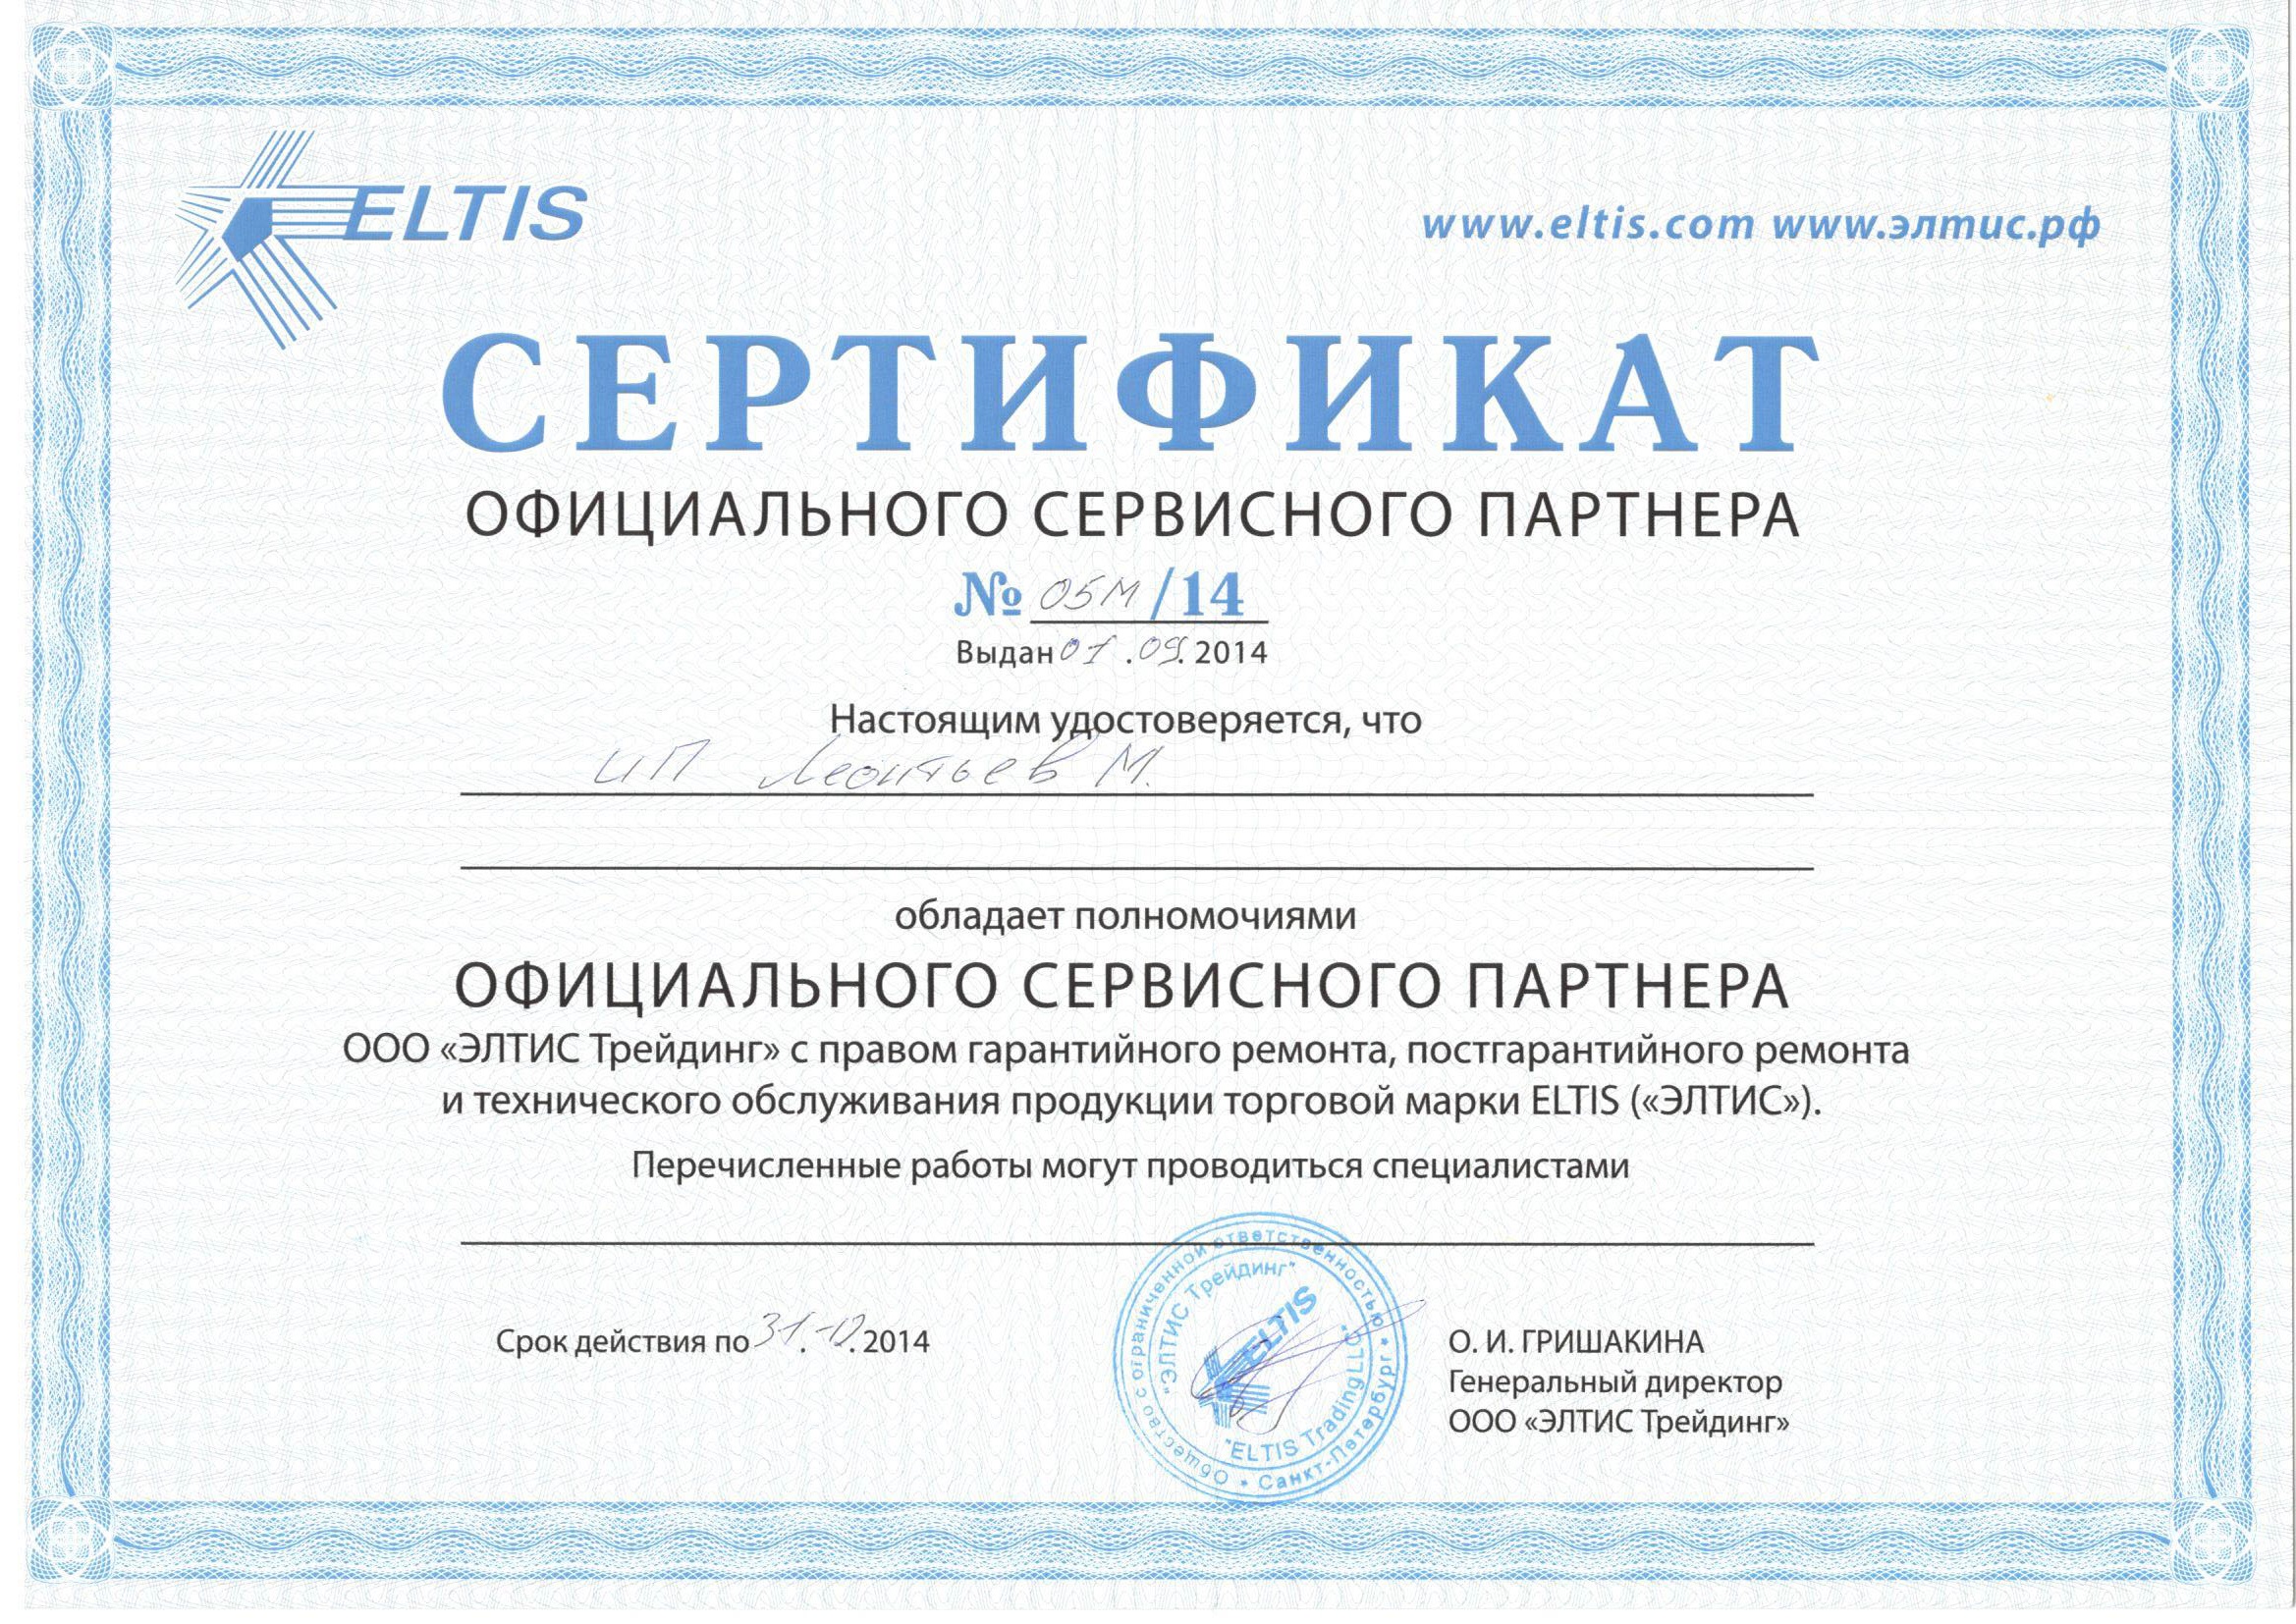 ELTIS
www.eltis.com www.элтис.рф
СЕРТИФИКАТ
ОФИЦИАЛЬНОГО СЕРВИСНОГО ПАРТНЕРА
№ 05М /14
Выдан 01.09.2014
Настоящим удостоверяется, что
ИП Леонтьев М.
обладает полномочиями
ОФИЦИАЛЬНОГО СЕРВИСНОГО ПАРТНЕРА
ООО «ЭЛТИС Трейдинг» с правом гарантийного ремонта, постгарантийного ремонта
и технического обслуживания продукции торговой марки ELTIS («ЭЛТИС»).
Перечисленные работы могут проводиться специалистами
Срок действия по 31.12.2014
Общество с ограниченной ответственностью • Санкт-Петербург •
"ЭЛТИС Трейдинг"
ELTIS
"ELTIS Trading LTD"
О. И. ГРИШАКИНА
Генеральный директор
ООО «ЭЛТИС Трейдинг»